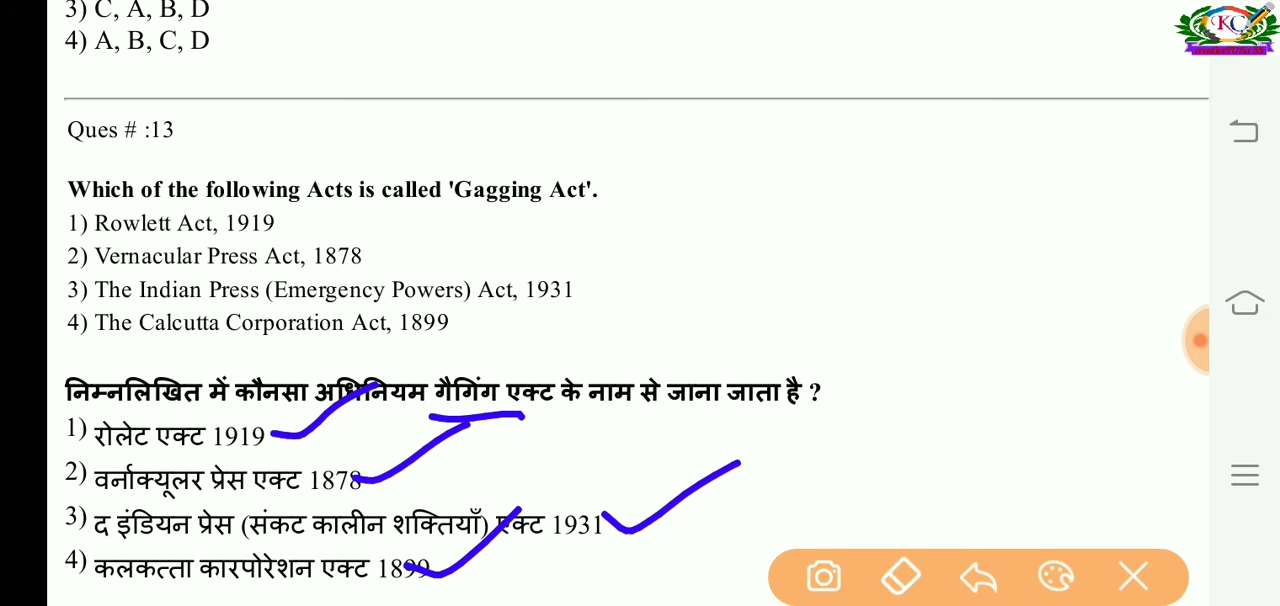 3) C, A, B, D
4) A, B, C, D
KC
Ques # :13
Which of the following Acts is called 'Gagging Act'.
1) Rowlett Act, 1919
2) Vernacular Press Act, 1878
3) The Indian Press (Emergency Powers) Act, 1931
4) The Calcutta Corporation Act, 1899
निम्नलिखित में कौनसा अभिनियम गैगिंग एक्ट के नाम से जाना जाता है ?
1) रोलेट एक्ट 1919
2) वर्नाक्यूलर प्रेस एक्ट 1878
3) द इंडियन प्रेस (संकट कालीन शक्तियाँ) एक्ट 1931
4) कलकत्ता कारपोरेशन एक्ट 1899